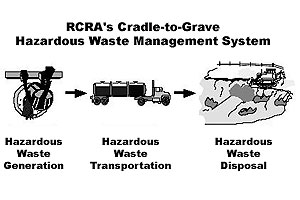 RCRA's Cradle-to-Grave
Hazardous Waste Management System
Hazardous
Waste
Generation
Hazardous
Waste
Transportation
Hazardous
Waste
Disposal